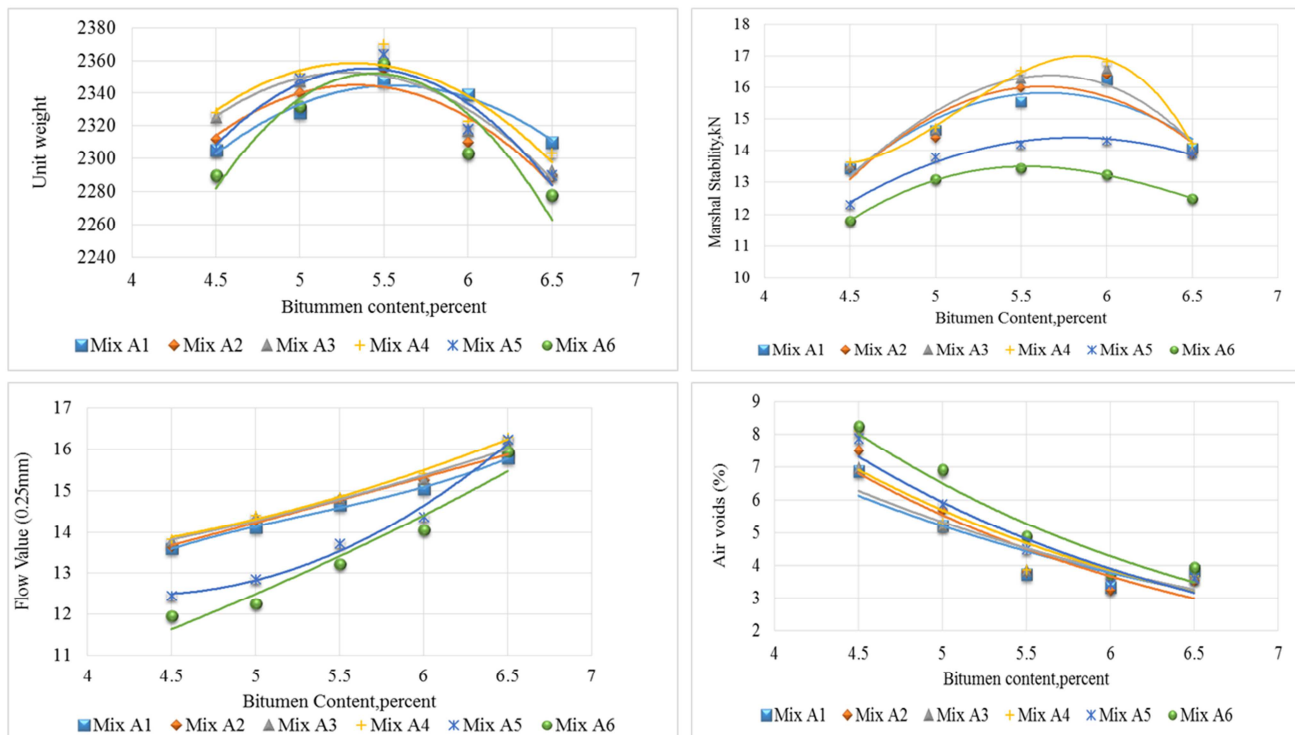 2380
2360
2340
2320
2300
2280
2260
2240
Unit weight
4 4.5 5 5.5 6 6.5 7
Bitummen content,percent
Mix A1 Mix A2 Mix A3 Mix A4 Mix A5 Mix A6
18
17
16
15
14
13
12
11
10
Marshal Stability,kN
4 4.5 5 5.5 6 6.5 7
Bitumen Content,percent
Mix A1 Mix A2 Mix A3 Mix A4 Mix A5 Mix A6
17
16
15
14
13
12
11
Flow Value (0.25mm)
4 4.5 5 5.5 6 6.5 7
Bitumen Content,percent
Mix A1 Mix A2 Mix A3 Mix A4 Mix A5 Mix A6
9
8
7
6
5
4
3
2
Air voids (%)
4 4.5 5 5.5 6 6.5 7
Bitumen content,percent
Mix A1 Mix A2 Mix A3 Mix A4 Mix A5 Mix A6